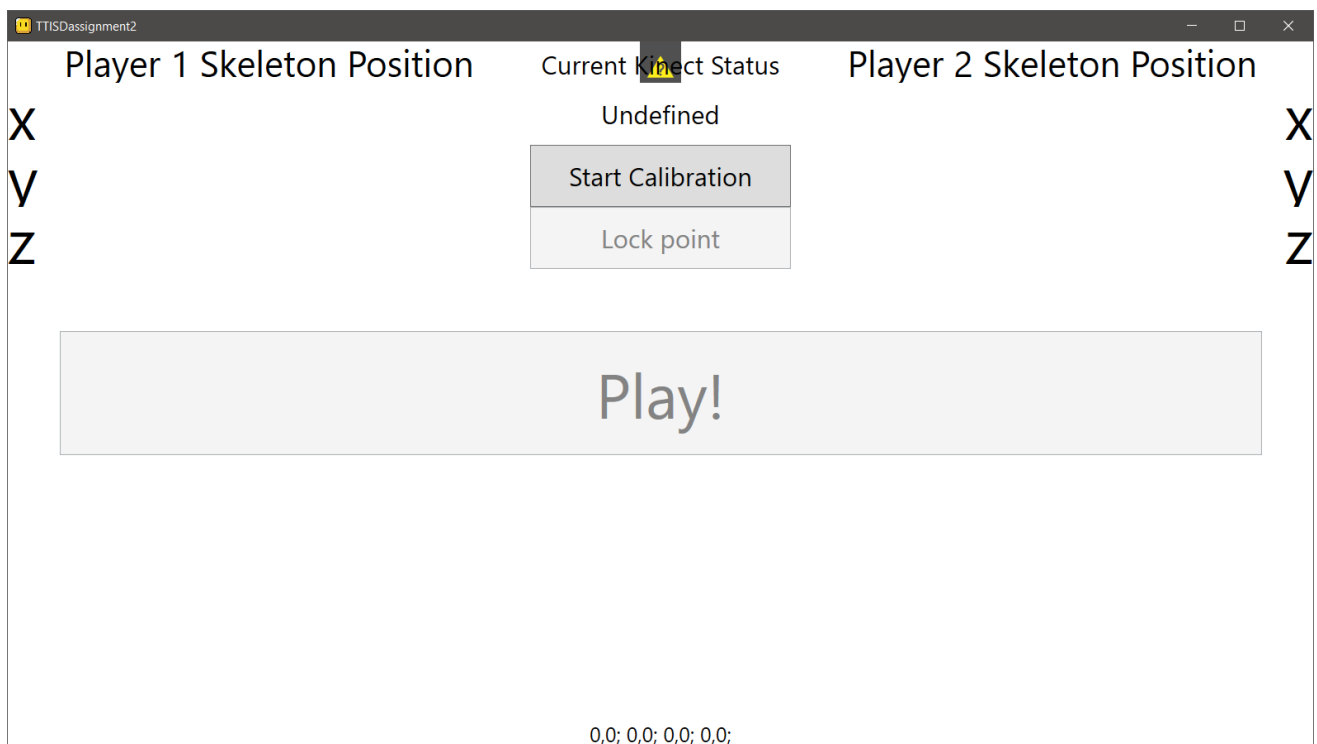 TTISDassignment2
Player 1 Skeleton Position
Current Kinect Status
Player 2 Skeleton Position
Undefined
X
X
Start Calibration
y
y
Lock point
Z
Z
Play!
0,0; 0,0; 0,0; 0,0;